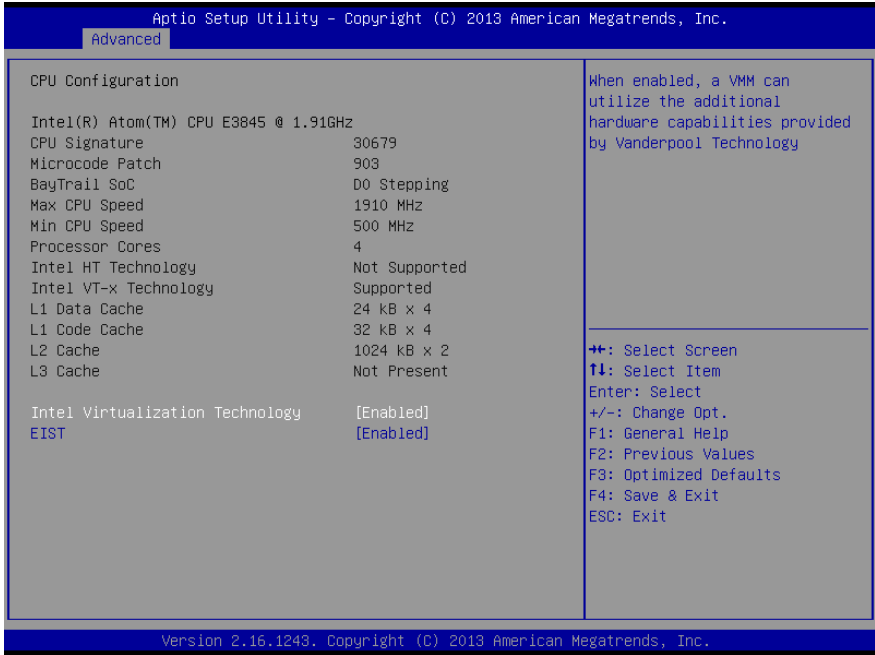 Aptio Setup Utility – Copyright (C) 2013 American Megatrends, Inc.
Advanced
CPU Configuration
Intel(R) Atom(TM) CPU E3845 @ 1.91GHz
CPU Signature 30679
Microcode Patch 903
BayTrail SoC D0 Stepping
Max CPU Speed 1910 MHz
Min CPU Speed 500 MHz
Processor Cores 4
Intel HT Technology Not Supported
Intel VT-x Technology Supported
L1 Data Cache 24 kB x 4
L1 Code Cache 32 kB x 4
L2 Cache 1024 kB x 2
L3 Cache Not Present
Intel Virtualization Technology [Enabled]
EIST [Enabled]
When enabled, a VMM can
utilize the additional
hardware capabilities provided
by Vanderpool Technology
→←: Select Screen
↑↓: Select Item
Enter: Select
+/-: Change Opt.
F1: General Help
F2: Previous Values
F3: Optimized Defaults
F4: Save & Exit
ESC: Exit
Version 2.16.1243. Copyright (C) 2013 American Megatrends, Inc.